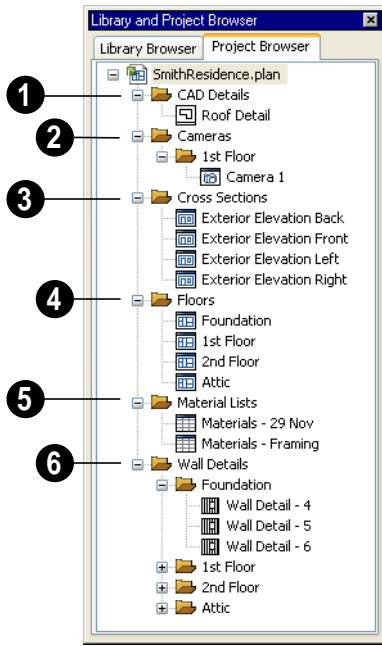 Library and Project Browser
Library Browser Project Browser
SmithResidence.plan
1 CAD Details
Roof Detail
2 Cameras
1st Floor
Camera 1
3 Cross Sections
Exterior Elevation Back
Exterior Elevation Front
Exterior Elevation Left
Exterior Elevation Right
4 Floors
Foundation
1st Floor
2nd Floor
Attic
5 Material Lists
Materials - 29 Nov
Materials - Framing
6 Wall Details
Foundation
Wall Detail - 4
Wall Detail - 5
Wall Detail - 6
1st Floor
2nd Floor
Attic